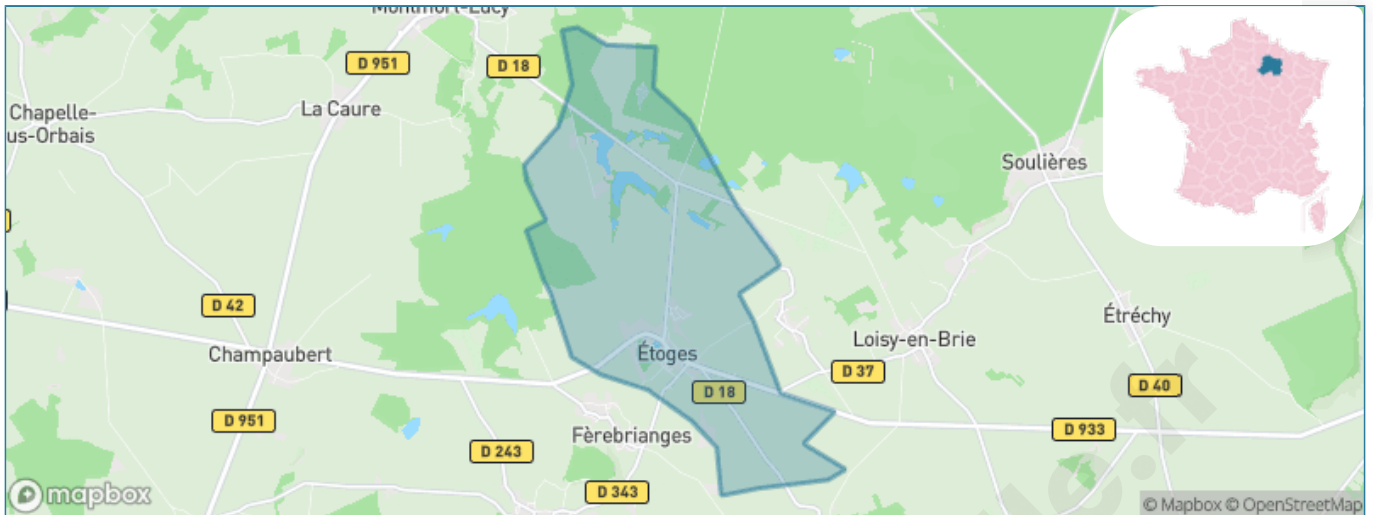 Montmort-Lucy
D 951
D 18
Chapelle-
us-Orbais
La Caure
Soulières
D 42
Étréchy
Loisy-en-Brie
Champaubert
Étoges
D 37
D 40
D 18
D 951
D 933
Fèrebrianges
D 243
D 343
mapbox
© Mapbox © OpenStreetMap